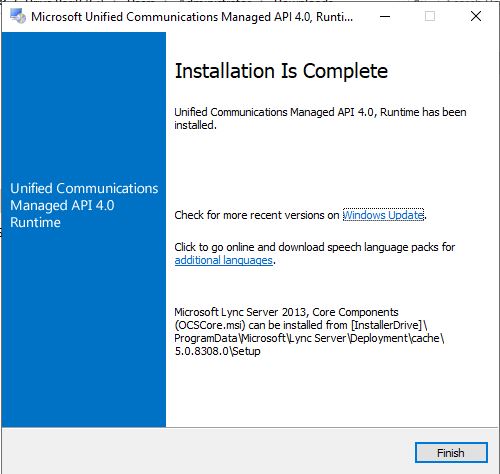 Microsoft Unified Communications Managed API 4.0, Runti...
Installation Is Complete
Unified Communications Managed API 4.0, Runtime has been
installed.
Unified Communications
Managed API 4.0
Runtime
Check for more recent versions on Windows Update.
Click to go online and download speech language packs for
additional languages.
Microsoft Lync Server 2013, Core Components
(OCSCore.msi) can be installed from [InstallerDrive]\
ProgramData\Microsoft\Lync Server\Deployment\cache\
5.0.8308.0\Setup
Finish